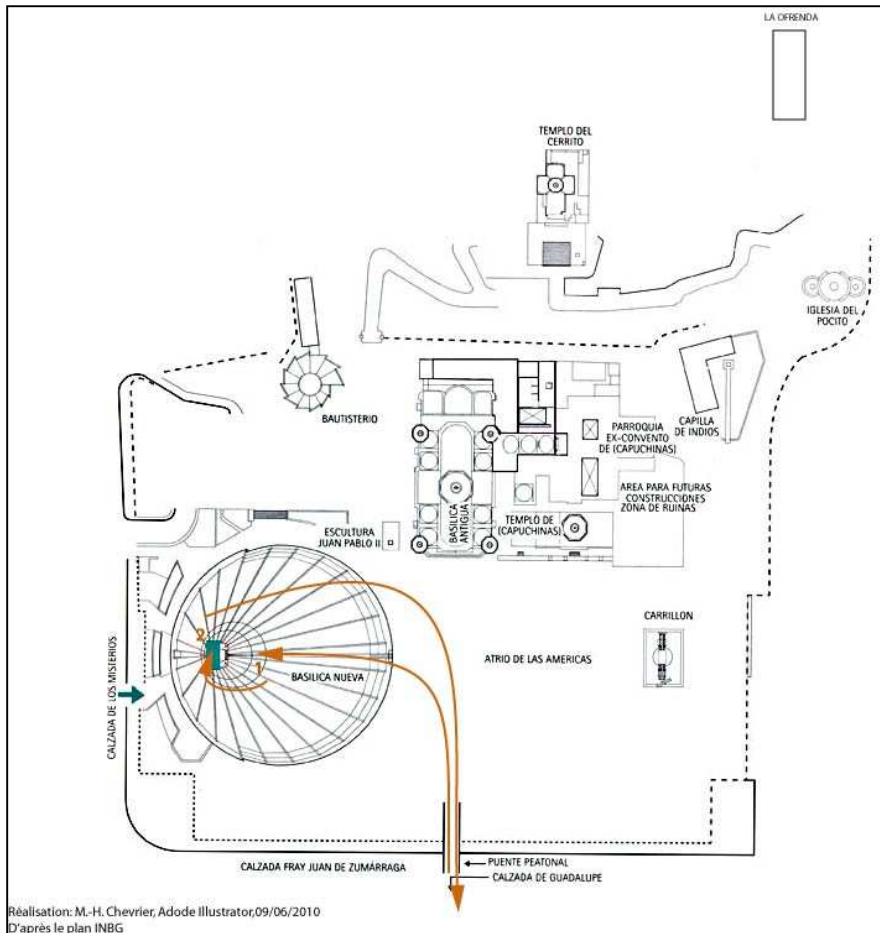 LA OFRENDA
TEMPLO DEL
CERRITO
IGLESIA DEL
POCITO
BAUTISTERIO
CAPILLA
DE INDIOS
PARROQUIA
EX-CONVENTO
DE (CAPUCHINAS)
AREA PARA FUTURAS
CONSTRUCCIONES
ZONA DE RUINAS
ESCULTURA
JUAN PABLO II
BASILICA
ANTIGUA
TEMPLO DE
(CAPUCHINAS)
CARRILLON
2
1
BASILICA NUEVA
ATRIO DE LAS AMERICAS
CALZADA DE LOS MISTERIOS
CALZADA FRAY JUAN DE ZUMÁRRAGA
PUENTE PEATONAL
CALZADA DE GUADALUPE
Réalisation: M.-H. Chevrier, Adode Illustrator,09/06/2010
D'après le plan INBG